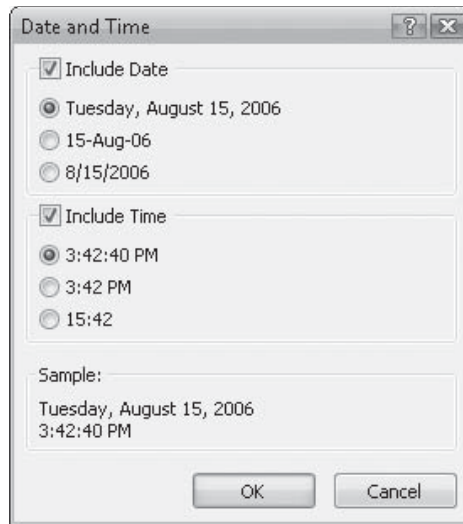 Date and Time
Include Date
Tuesday, August 15, 2006
15-Aug-06
8/15/2006
Include Time
3:42:40 PM
3:42 PM
15:42
Sample:
Tuesday, August 15, 2006
3:42:40 PM
OK Cancel